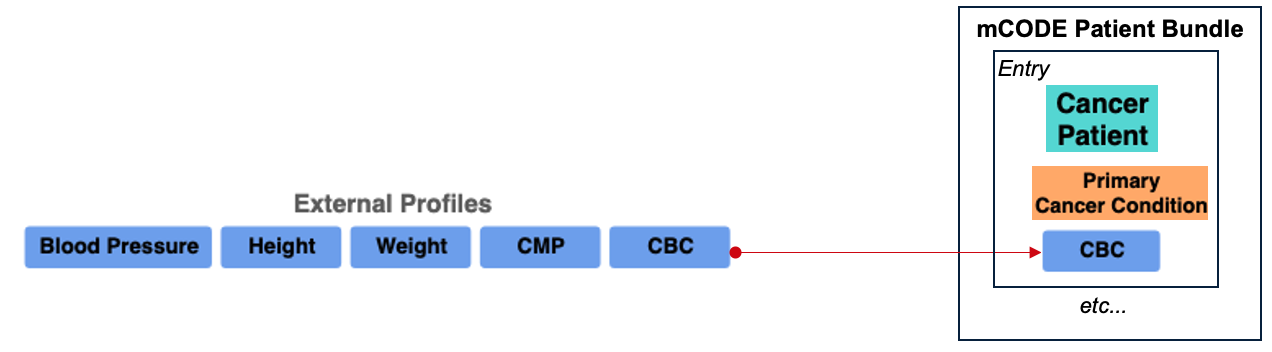 mCODE Patient Bundle
Entry
Cancer
Patient
Primary
Cancer Condition
CBC
etc...
External Profiles
Blood Pressure Height Weight CMP CBC